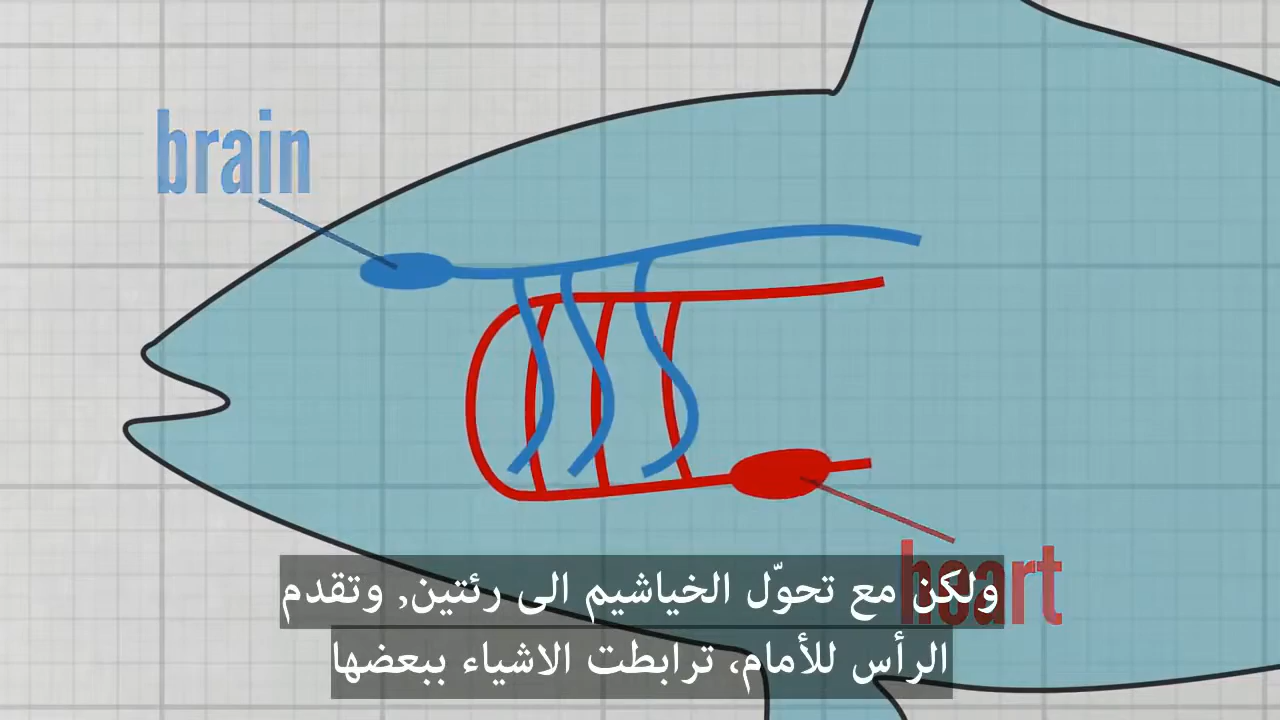 brain
heart
ولكن مع تحوّل الخياشيم الى رئتين, وتقدم
الرأس للأمام، ترابطت الاشياء ببعضها